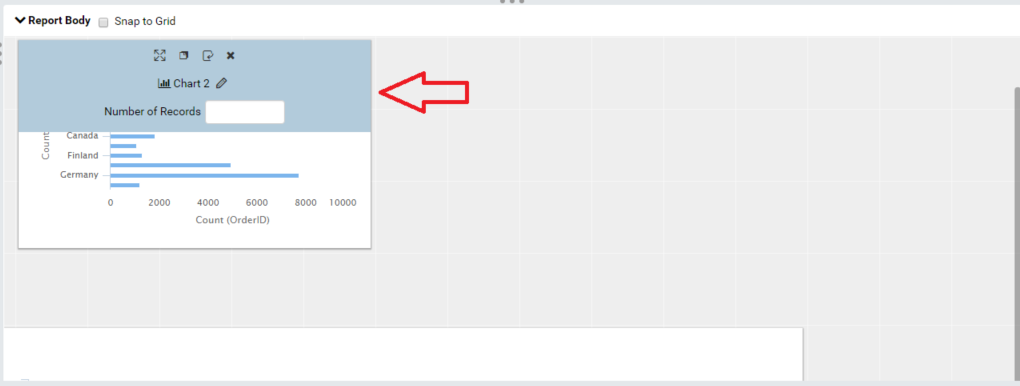 Report Body Snap to Grid
Chart 2
Number of Records
Count
Canada
Finland
Germany
0 2000 4000 6000 8000 10000
Count (OrderID)